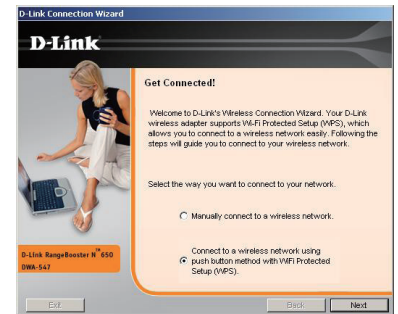 D-Link Connection Wizard
D-Link
Get Connected!
Welcome to D-Link's Wireless Connection Wizard. Your D-Link
wireless adapter supports Wi-Fi Protected Setup (WPS), which
allows you to connect to a wireless network easily. Following the
steps will guide you to connect to your wireless network.
Select the way you want to connect to your network.
Manually connect to a wireless network.
Connect to a wireless network using
push button method with WiFi Protected
Setup (WPS).
D-Link RangeBooster N™ 650
DWA-547
Exit
Back
Next